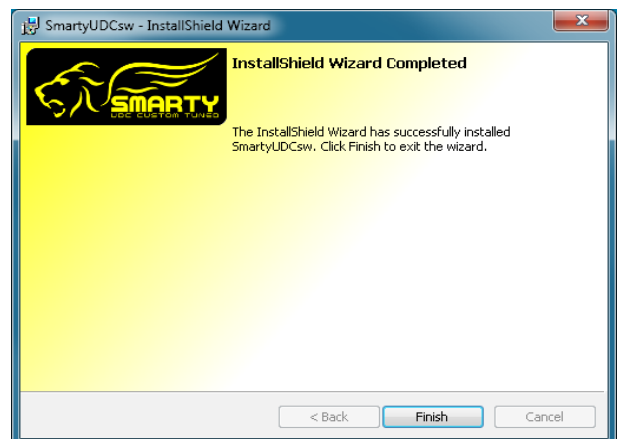 SmartyUDCsw - InstallShield Wizard
InstallShield Wizard Completed
SMARTY
UDC CUSTOM TUNED
The InstallShield Wizard has successfully installed
SmartyUDCsw. Click Finish to exit the wizard.
< Back
Finish
Cancel